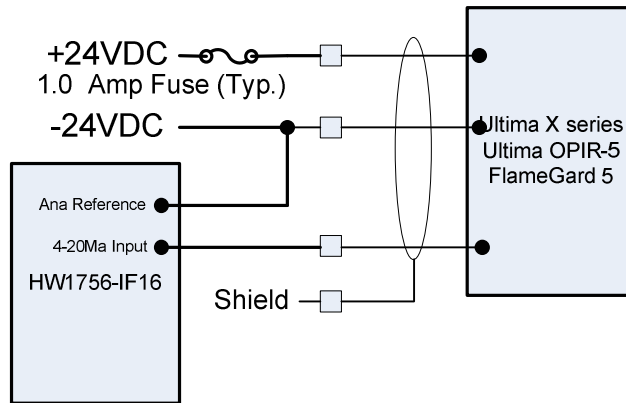 +24VDC
1.0 Amp Fuse (Typ.)
-24VDC
Ultima X series
Ultima OPIR-5
FlameGard 5
Ana Reference
4-20Ma Input
HW1756-IF16
Shield